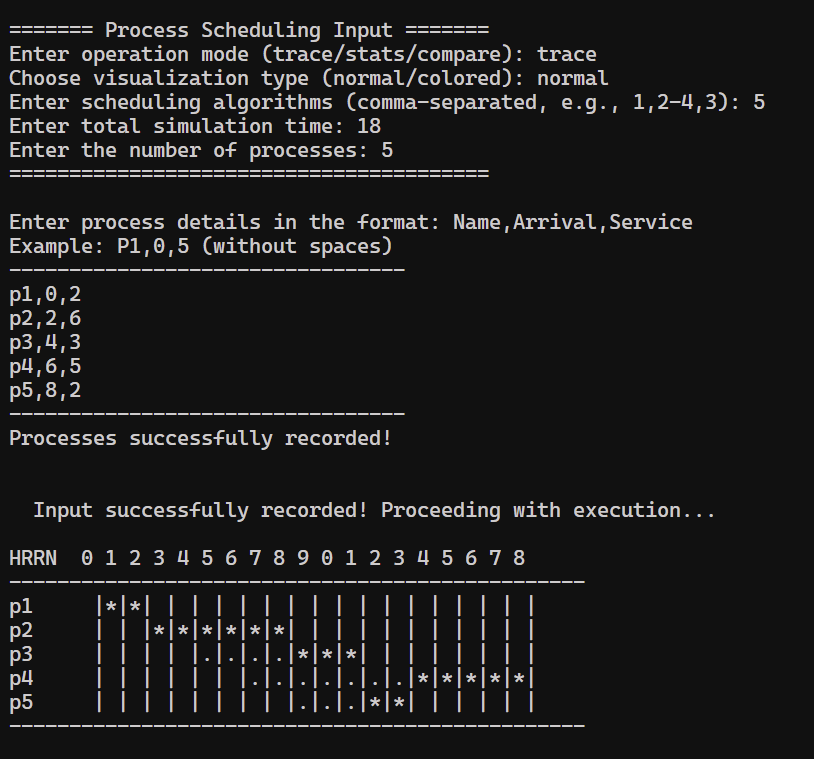 ======= Process Scheduling Input =======
Enter operation mode (trace/stats/compare): trace
Choose visualization type (normal/colored): normal
Enter scheduling algorithms (comma-separated, e.g., 1,2-4,3): 5
Enter total simulation time: 18
Enter the number of processes: 5
========================================
Enter process details in the format: Name,Arrival,Service
Example: P1,0,5 (without spaces)
---------------------------------
p1,0,2
p2,2,6
p3,4,3
p4,6,5
p5,8,2
---------------------------------
Processes successfully recorded!
  Input successfully recorded! Proceeding with execution...
HRRN  0 1 2 3 4 5 6 7 8 9 0 1 2 3 4 5 6 7 8
------------------------------------------------
p1     |*|*| | | | | | | | | | | | | | | | |
p2     | | |*|*|*|*|*|*| | | | | | | | | | |
p3     | | | | |.|.|.|.|*|*|*| | | | | | | |
p4     | | | | | | |.|.|.|.|.|.|.|*|*|*|*|*|
p5     | | | | | | | | |.|.|.|*|*| | | | | |
------------------------------------------------